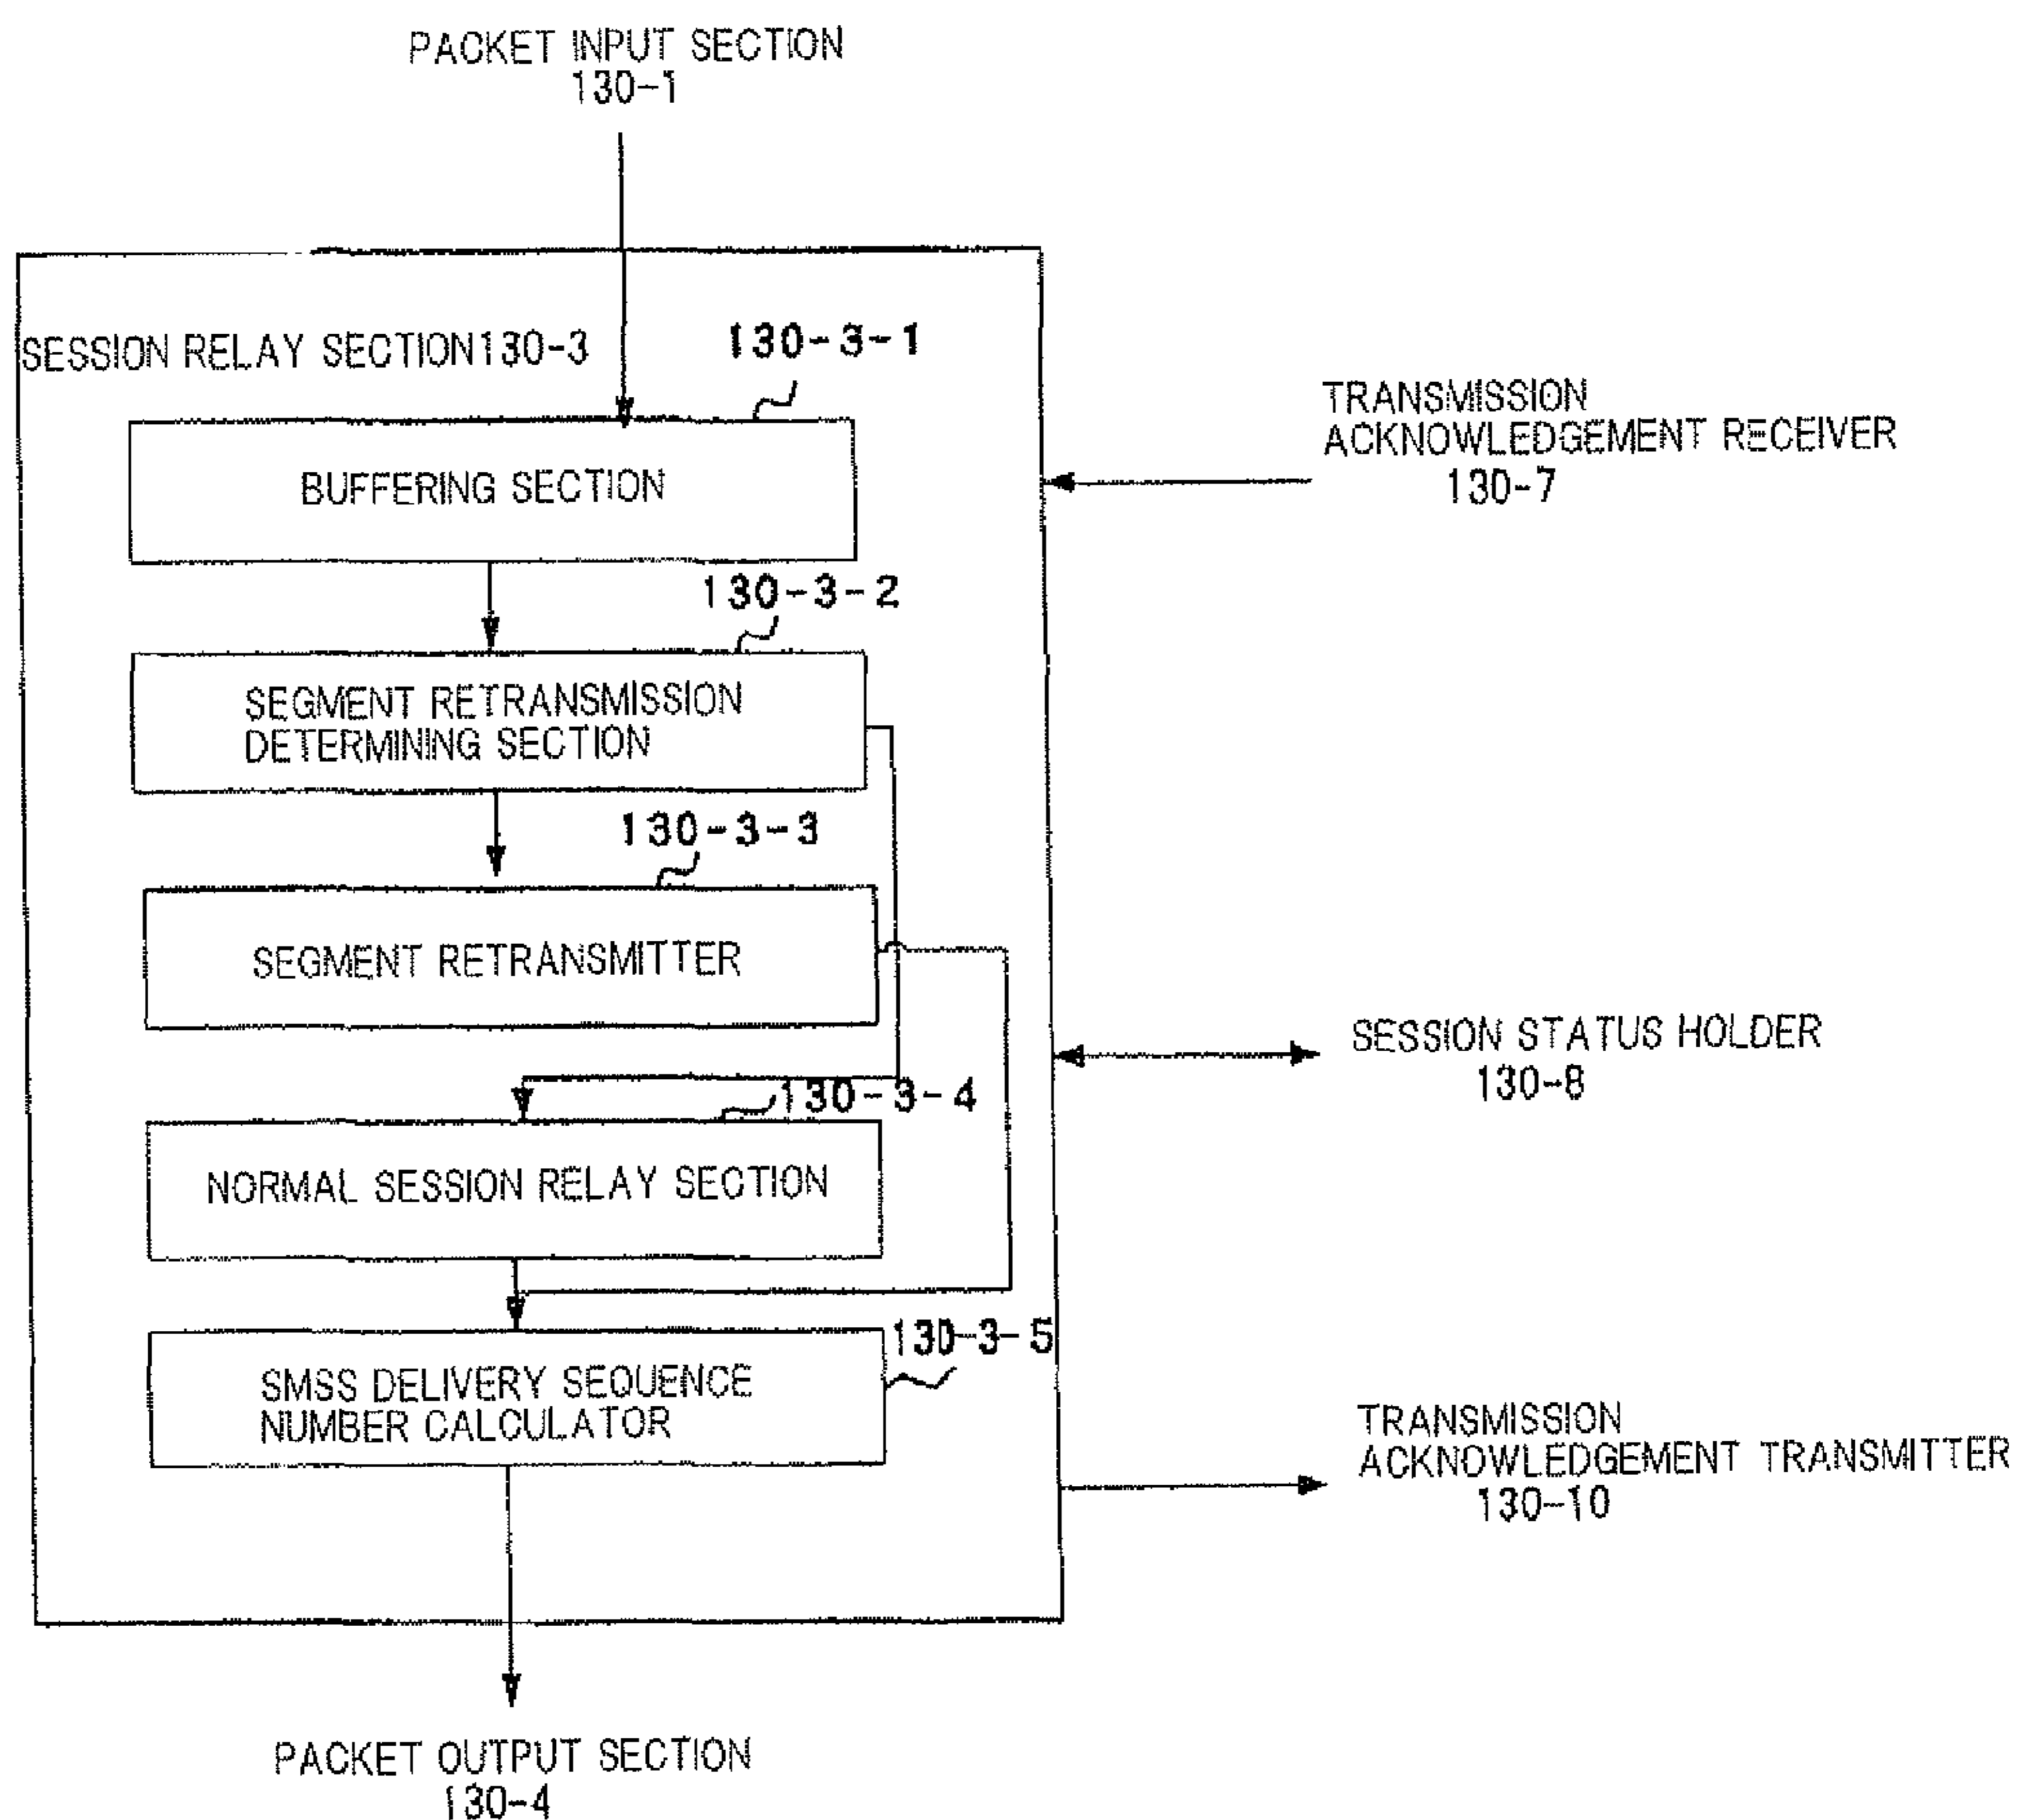 PACKET INPUT SECTION
130-1
SESSION RELAY SECTION130-3
130-3-1
BUFFERING SECTION
TRANSMISSION
ACKNOWLEDGEMENT RECEIVER
130-7
130-3-2
SEGMENT RETRANSMISSION
DETERMINING SECTION
130-3-3
SEGMENT RETRANSMITTER
SESSION STATUS HOLDER
130-8
130-3-4
NORMAL SESSION RELAY SECTION
130-3-5
SMSS DELIVERY SEQUENCE
NUMBER CALCULATOR
TRANSMISSION
ACKNOWLEDGEMENT TRANSMITTER
130-10
PACKET OUTPUT SECTION
130-4